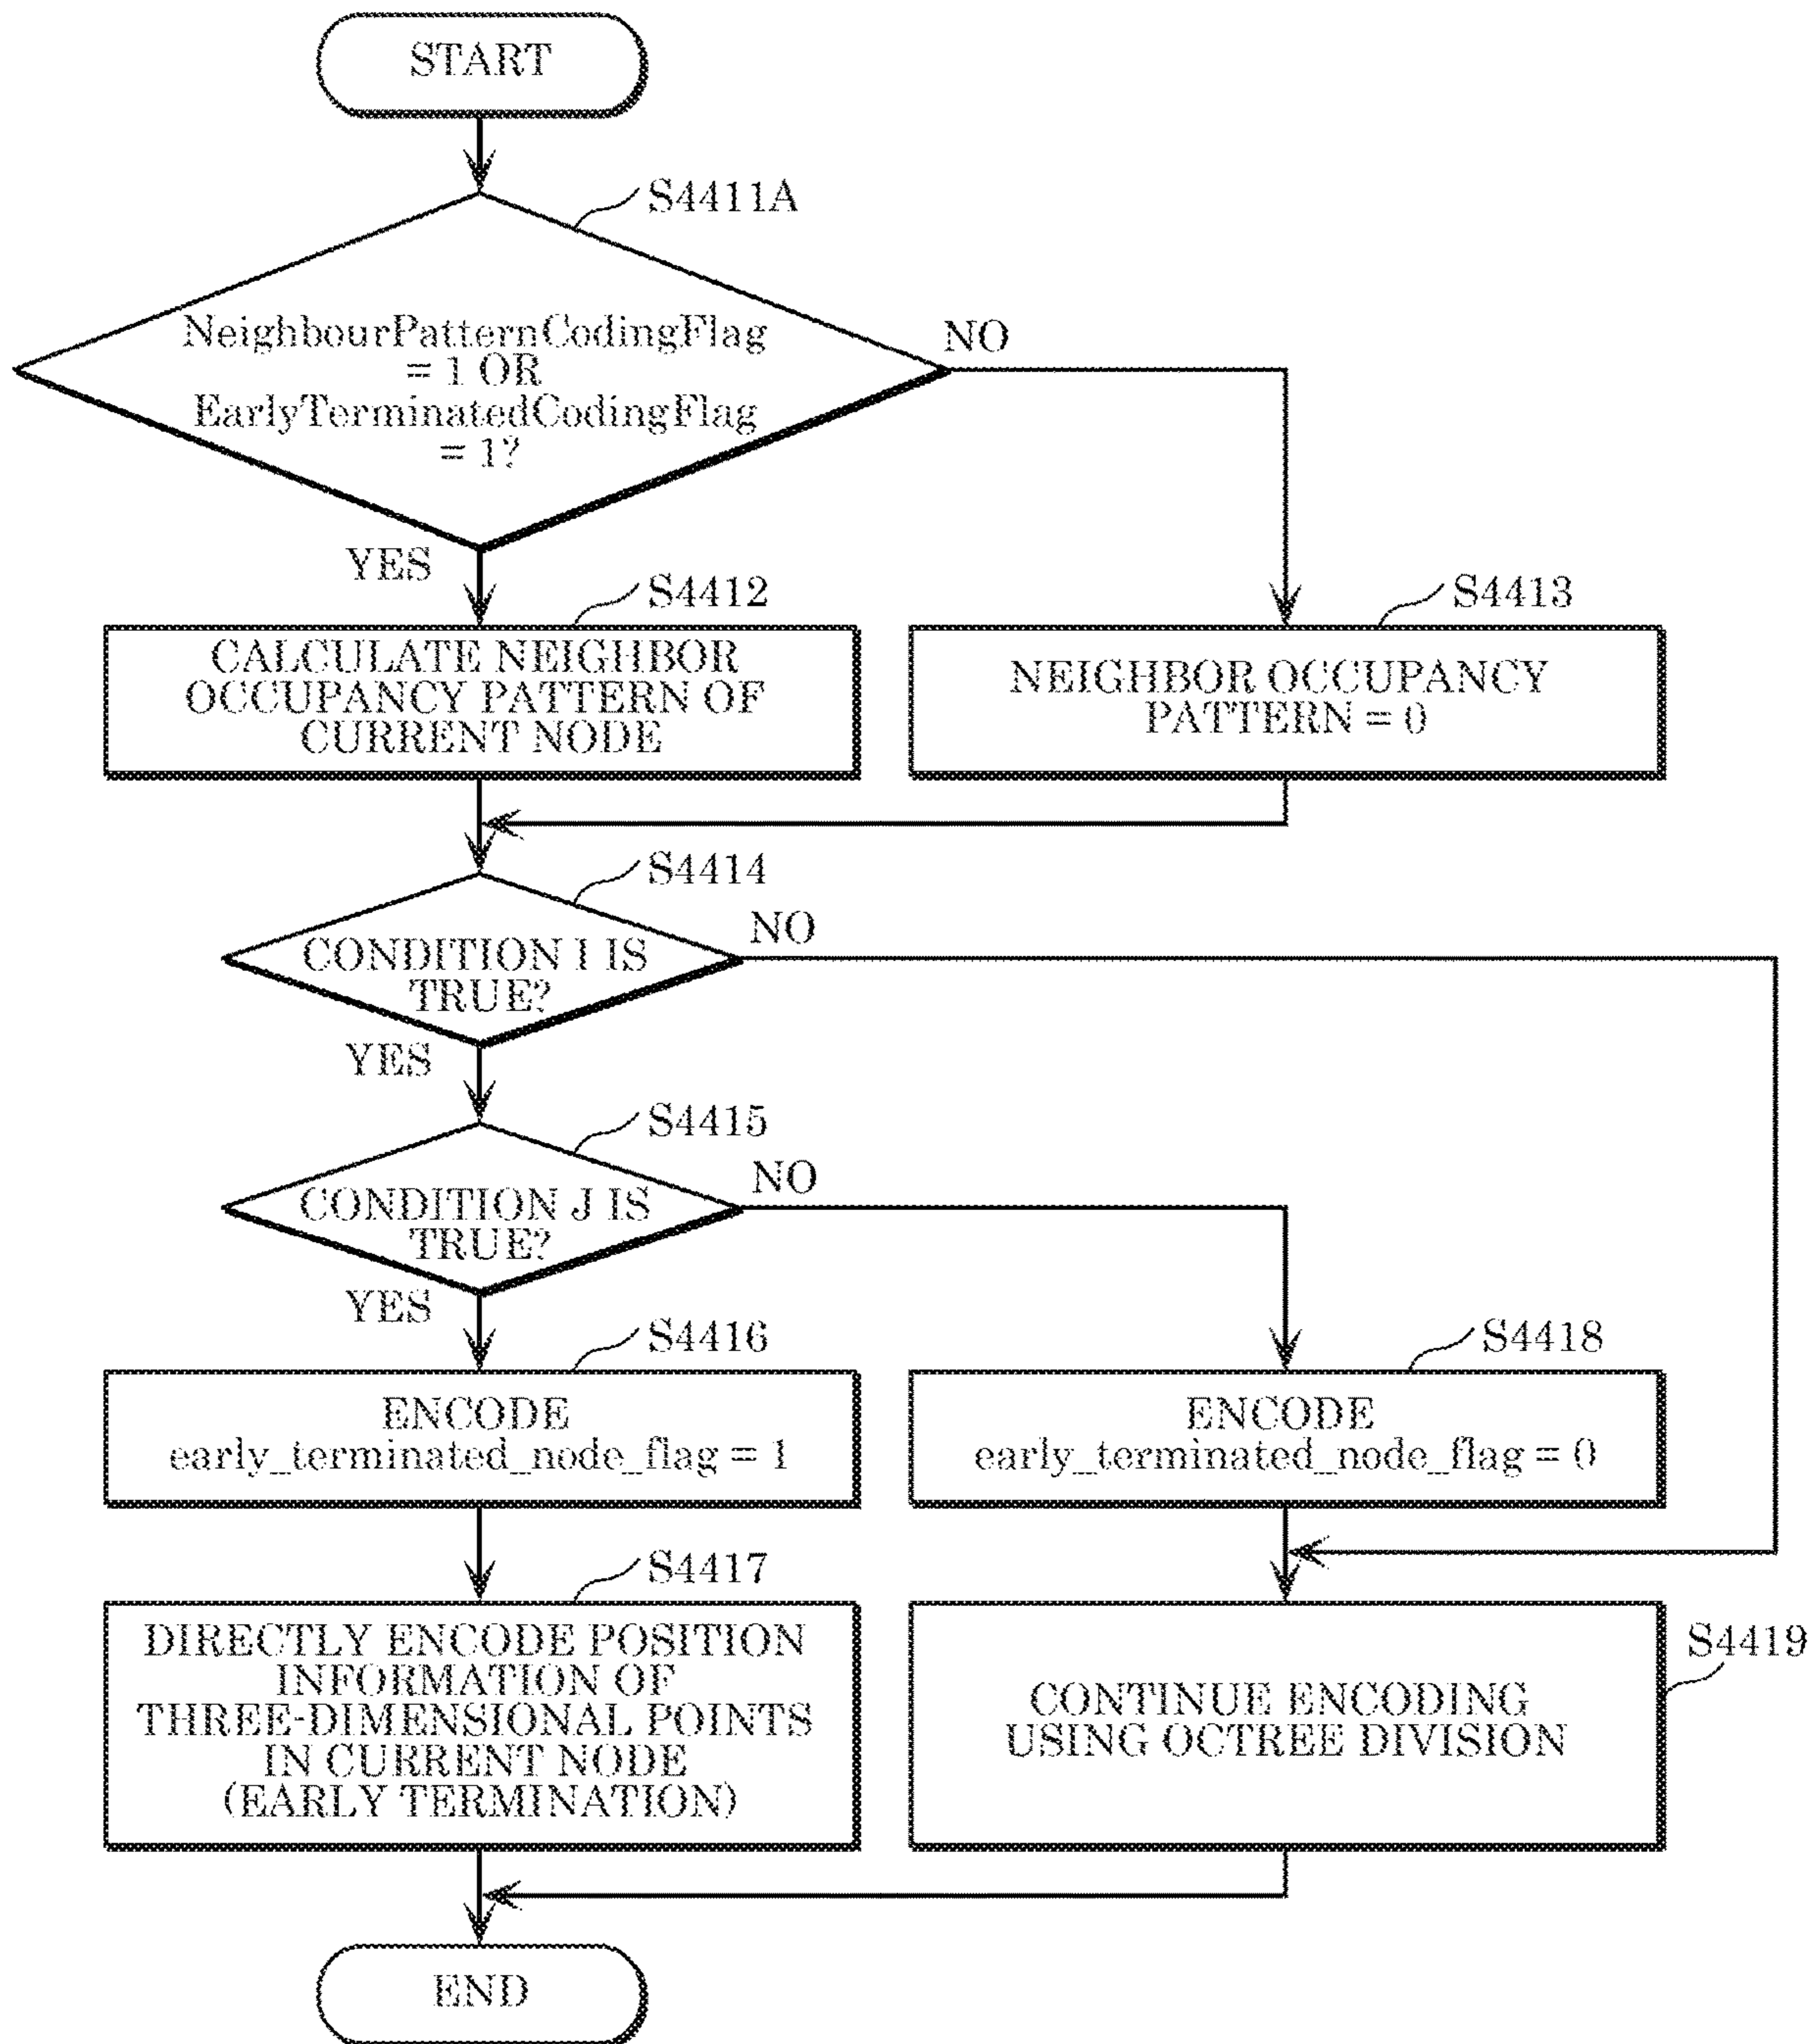 START
S4411A
NeighbourPatternCodingFlag
= 1 OR
EarlyTerminatedCodingFlag
= 1?
NO
YES
S4412
CALCULATE NEIGHBOR
OCCUPANCY PATTERN OF
CURRENT NODE
S4413
NEIGHBOR OCCUPANCY
PATTERN = 0
S4414
CONDITION I IS
TRUE?
NO
YES
S4415
CONDITION J IS
TRUE?
NO
YES
S4416
ENCODE
early_terminated_node_flag = 1
S4418
ENCODE
early_terminated_node_flag = 0
S4417
DIRECTLY ENCODE POSITION
INFORMATION OF
THREE-DIMENSIONAL POINTS
IN CURRENT NODE
(EARLY TERMINATION)
S4419
CONTINUE ENCODING
USING OCTREE DIVISION
END